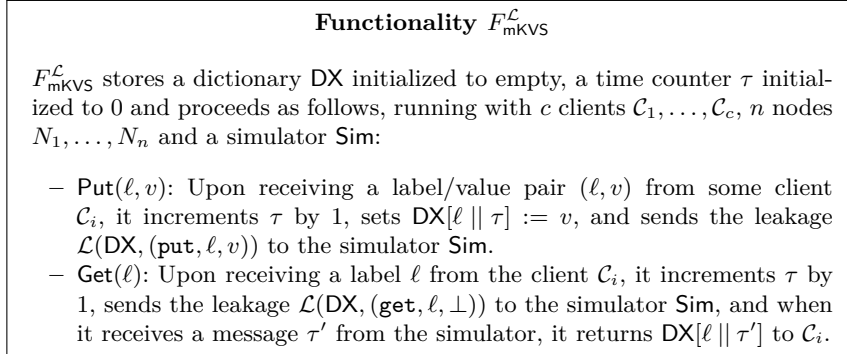 Functionality F^ℒ_mKVS
F^ℒ_mKVS stores a dictionary DX initialized to empty, a time counter τ initial-
ized to 0 and proceeds as follows, running with c clients 𝒞₁, . . . , 𝒞_c, n nodes
N₁, . . . , N_n and a simulator Sim:
– Put(ℓ, v): Upon receiving a label/value pair (ℓ, v) from some client
𝒞_i, it increments τ by 1, sets DX[ℓ || τ] := v, and sends the leakage
ℒ(DX, (put, ℓ, v)) to the simulator Sim.
– Get(ℓ): Upon receiving a label ℓ from the client 𝒞_i, it increments τ by
1, sends the leakage ℒ(DX, (get, ℓ, ⊥)) to the simulator Sim, and when
it receives a message τ′ from the simulator, it returns DX[ℓ || τ′] to 𝒞_i.